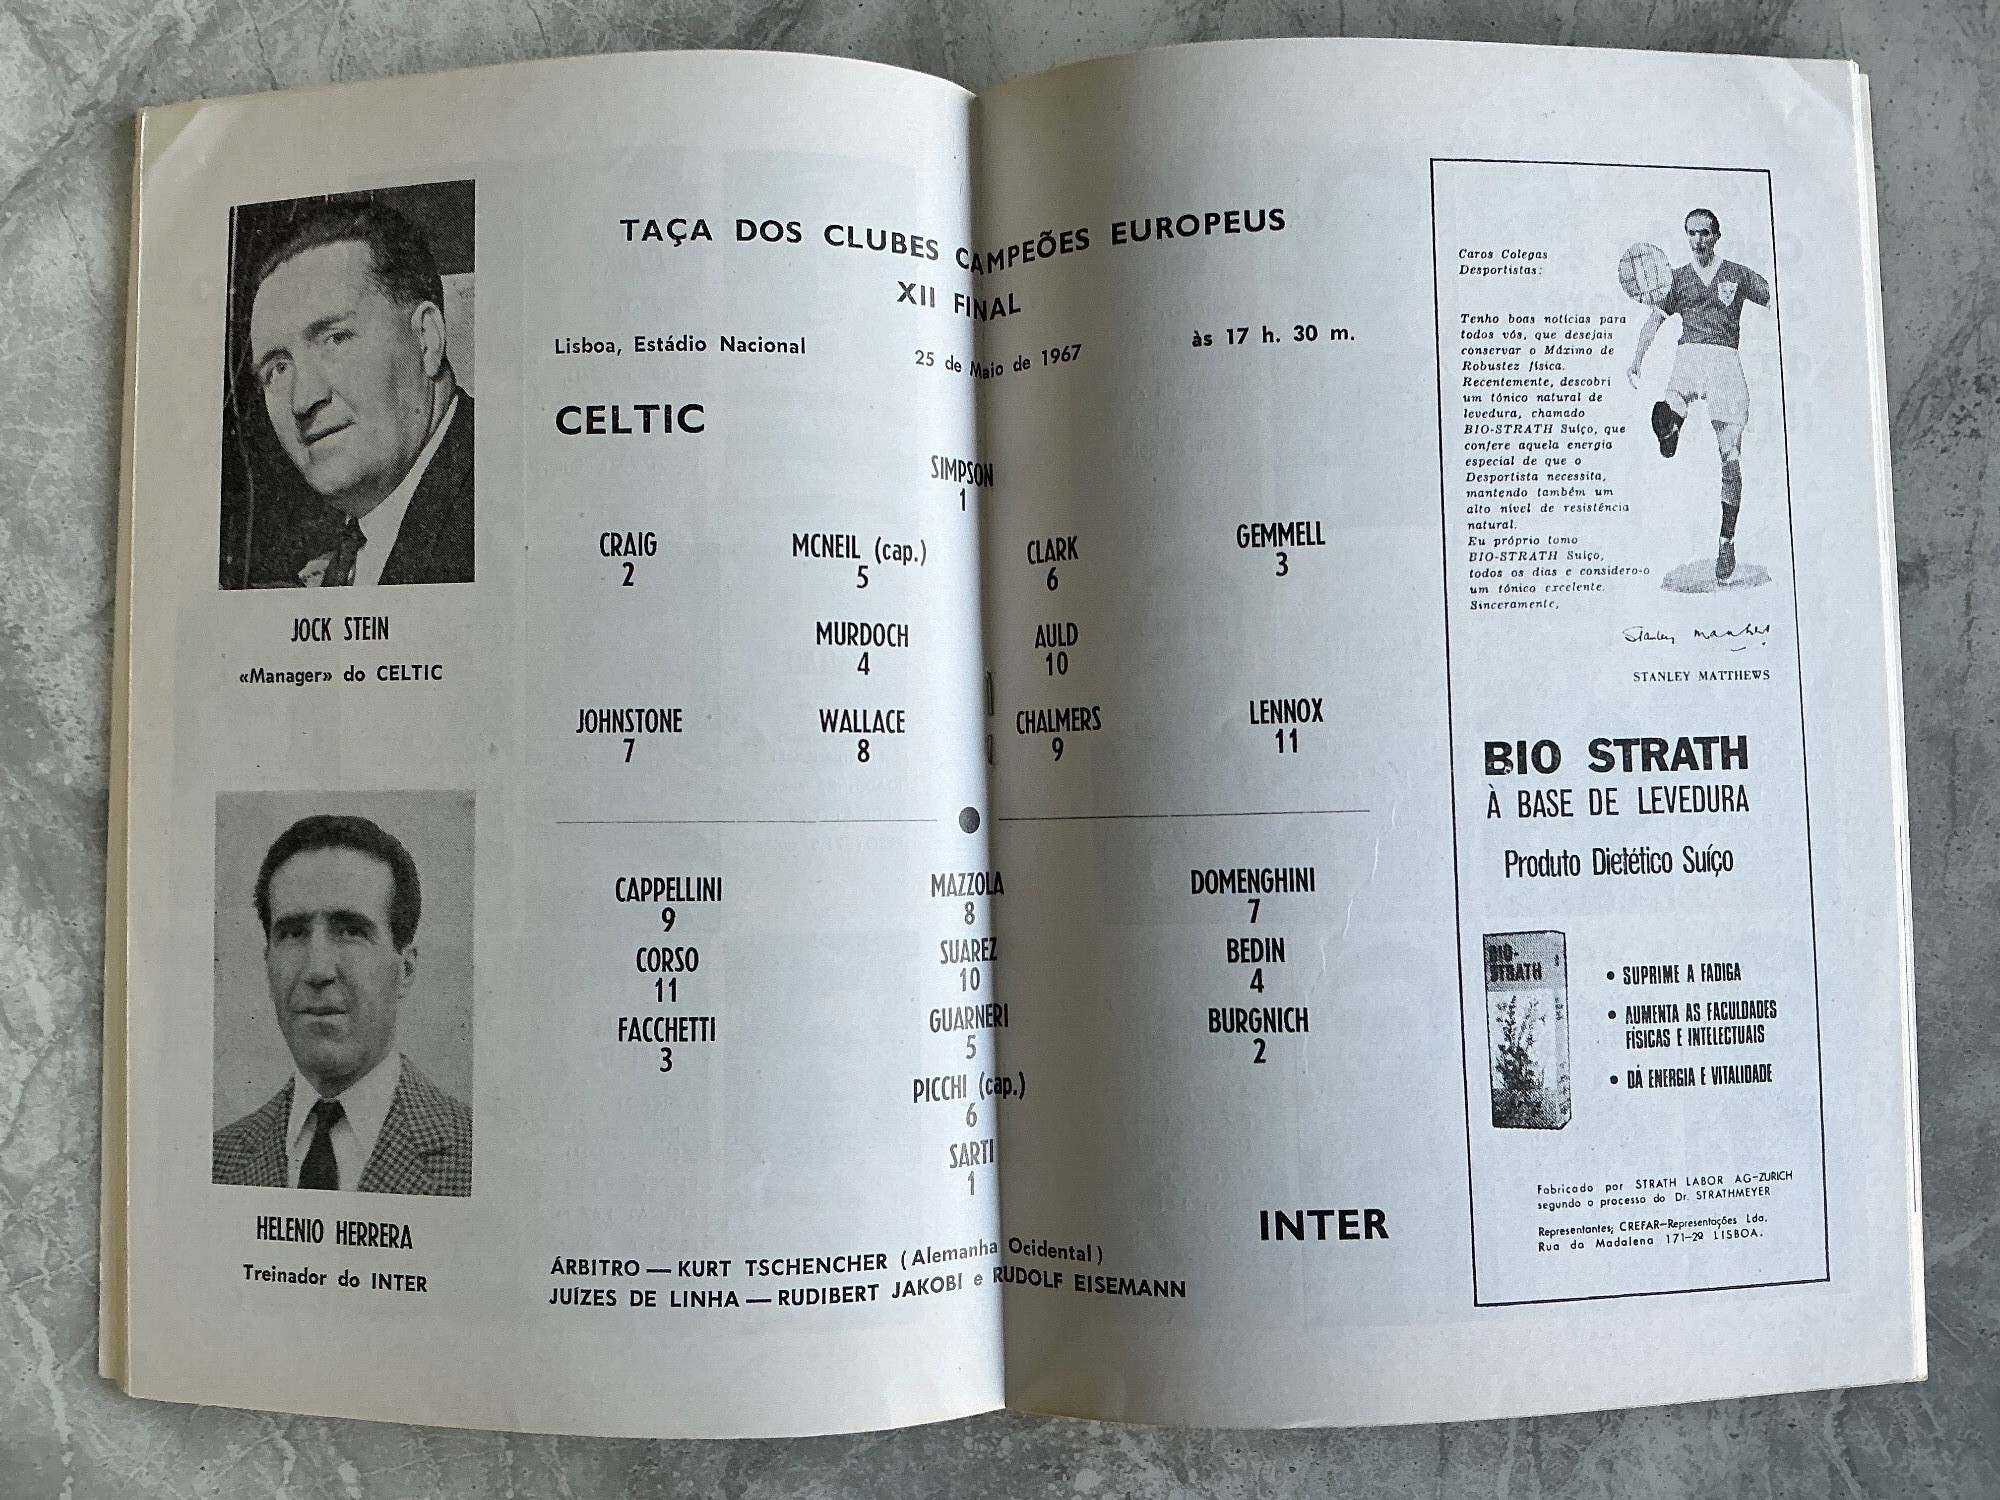 JOCK STEIN
«Manager» do CELTIC
HELENIO HERRERA
Treinador do INTER
TAÇA DOS CLUBES CAMPEÕES EUROPEUS
XII FINAL
Lisboa, Estádio Nacional 25 de Maio de 1967 às 17 h. 30 m.
CELTIC
SIMPSON
1
CRAIG MCNEIL (cap.) CLARK GEMMELL
2 5 6 3
MURDOCH AULD
4 10
JOHNSTONE WALLACE CHALMERS LENNOX
7 8 9 11
CAPPELLINI MAZZOLA DOMENGHINI
9 8 7
CORSO SUAREZ BEDIN
11 10 4
FACCHETTI GUARNERI BURGNICH
3 5 2
PICCHI (cap.)
6
SARTI
1
INTER
ÁRBITRO — KURT TSCHENCHER (Alemanha Ocidental)
JUÍZES DE LINHA — RUDIBERT JAKOBI e RUDOLF EISEMANN
Caros Colegas
Desportistas:
Tenho boas notícias para
todos vós, que desejais
conservar o Máximo de
Robustez física.
Recentemente, descobri
um tónico natural de
levedura, chamado
BIO-STRATH Suíço, que
confere aquela energia
especial de que o
Desportista necessita,
mantendo também um
alto nível de resistência
natural.
Eu próprio tomo
BIO-STRATH Suíço,
todos os dias e considero-o
um tónico excelente.
Sinceramente,
Stanley Matthews
STANLEY MATTHEWS
BIO STRATH
À BASE DE LEVEDURA
Produto Dietético Suíço
BIO-
STRATH
• SUPRIME A FADIGA
• AUMENTA AS FACULDADES
FÍSICAS E INTELECTUAIS
• DÁ ENERGIA E VITALIDADE
Fabricado por STRATH LABOR AG-ZURICH
segundo o processo do Dr. STRATHMEYER
Representantes; CREFAR-Representações Lda.
Rua da Madalena 171-2º LISBOA.